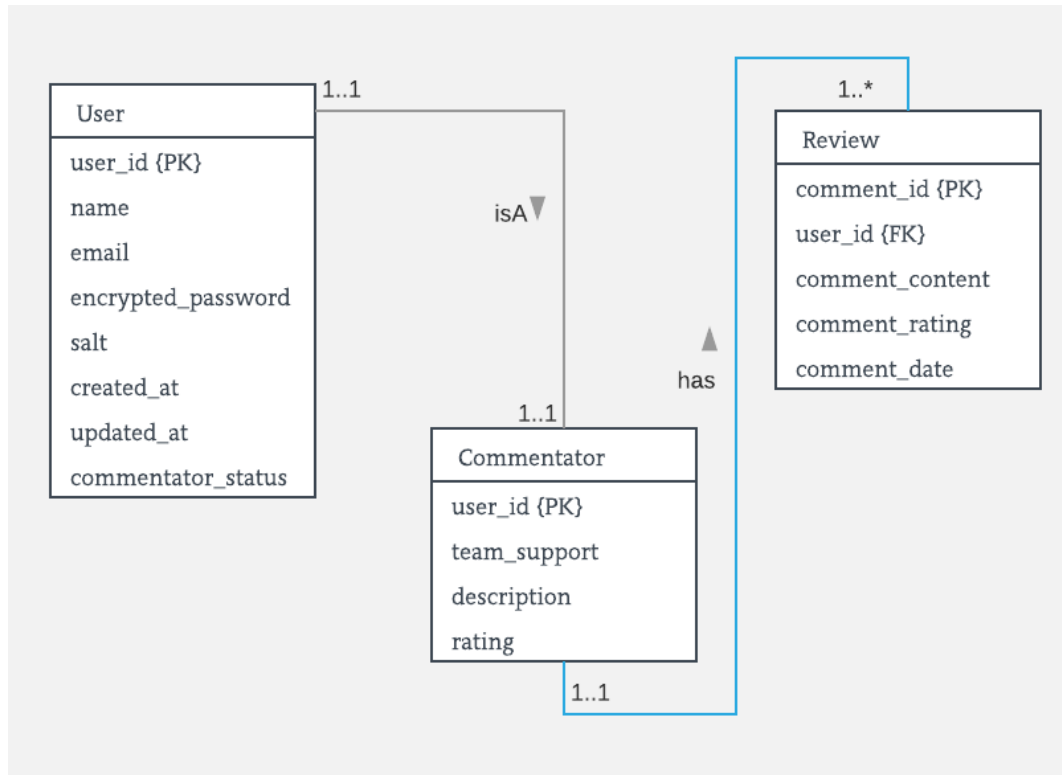 User
1..1
user_id {PK}
name
email
encrypted_password
salt
created_at
updated_at
commentator_status
isA
1..1
Commentator
user_id {PK}
team_support
description
rating
1..1
has
1..*
Review
comment_id {PK}
user_id {FK}
comment_content
comment_rating
comment_date